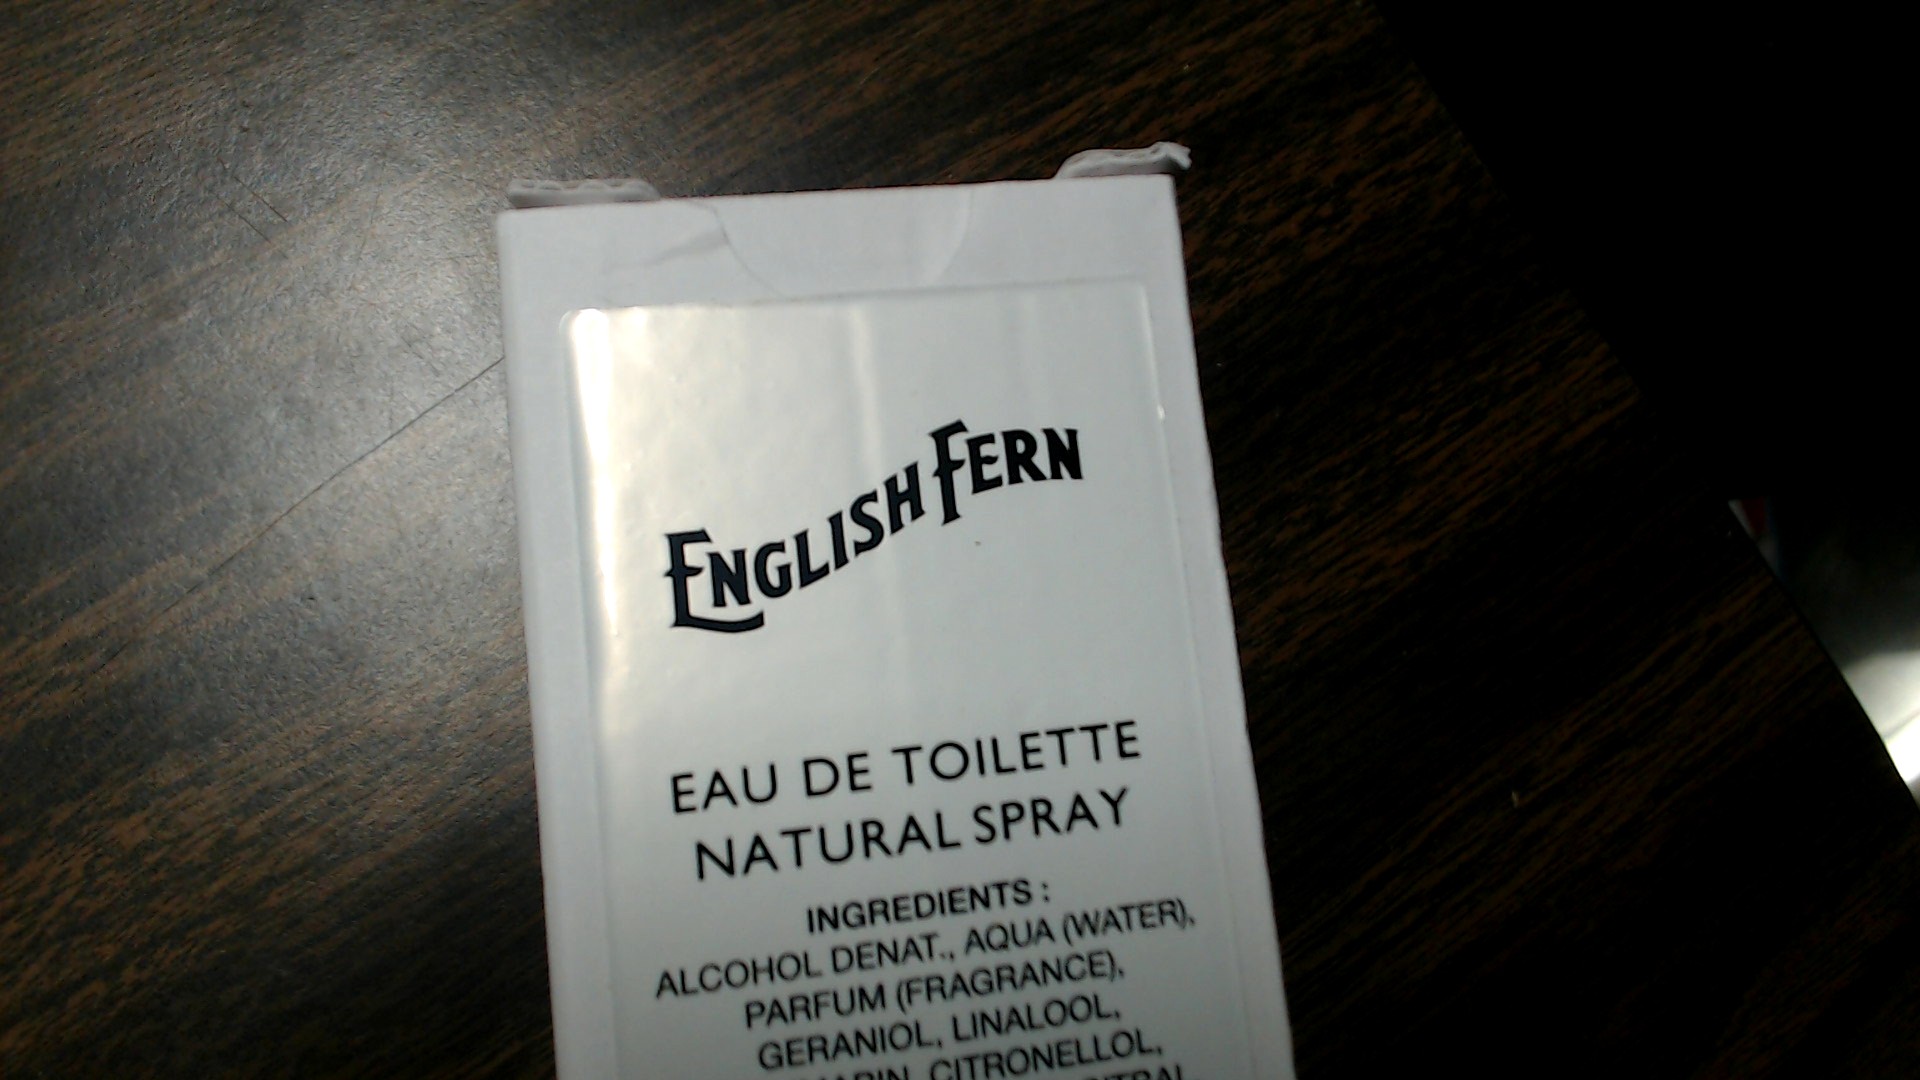 ENGLISH FERN
EAU DE TOILETTE
NATURAL SPRAY
INGREDIENTS :
ALCOHOL DENAT., AQUA (WATER),
PARFUM (FRAGRANCE),
GERANIOL, LINALOOL,
CITRONELLOL,